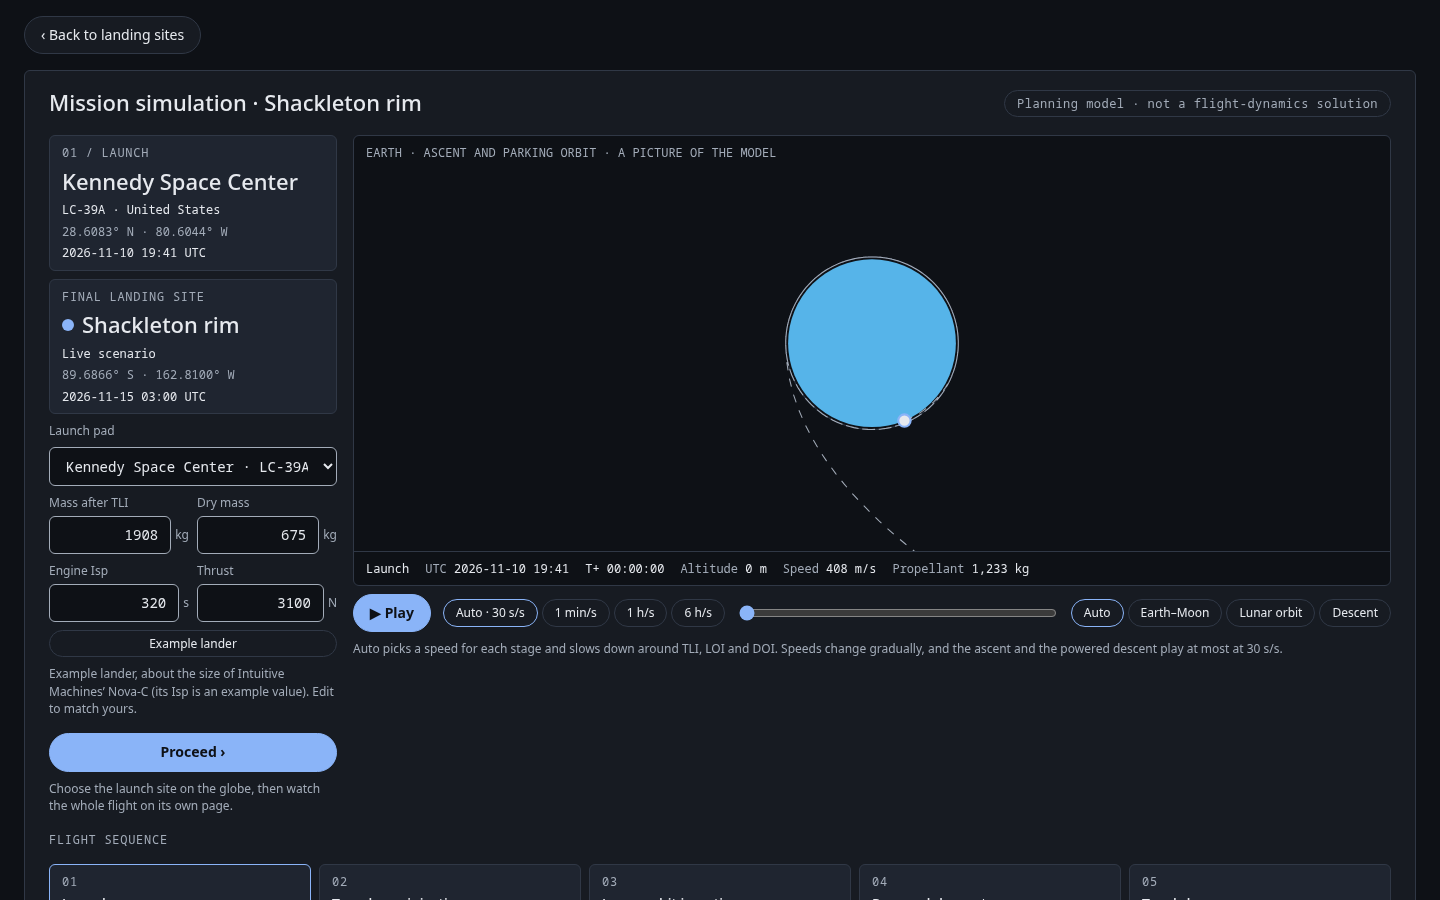 ‹ Back to landing sites
Mission simulation · Shackleton rim
Planning model · not a flight-dynamics solution
01 / LAUNCH
Kennedy Space Center
LC-39A · United States
28.6083° N · 80.6044° W
2026-11-10 19:41 UTC
FINAL LANDING SITE
Shackleton rim
Live scenario
89.6866° S · 162.8100° W
2026-11-15 03:00 UTC
Launch pad
Kennedy Space Center · LC-39A
Mass after TLI
Dry mass
1908 kg
675 kg
Engine Isp
Thrust
320 s
3100 N
Example lander
Example lander, about the size of Intuitive
Machines’ Nova-C (its Isp is an example value). Edit
to match yours.
Proceed ›
Choose the launch site on the globe, then watch
the whole flight on its own page.
EARTH · ASCENT AND PARKING ORBIT · A PICTURE OF THE MODEL
Launch UTC 2026-11-10 19:41 T+ 00:00:00 Altitude 0 m Speed 408 m/s Propellant 1,233 kg
▶ Play
Auto · 30 s/s
1 min/s
1 h/s
6 h/s
Auto
Earth–Moon
Lunar orbit
Descent
Auto picks a speed for each stage and slows down around TLI, LOI and DOI. Speeds change gradually, and the ascent and the powered descent play at most at 30 s/s.
FLIGHT SEQUENCE
01
02
03
04
05